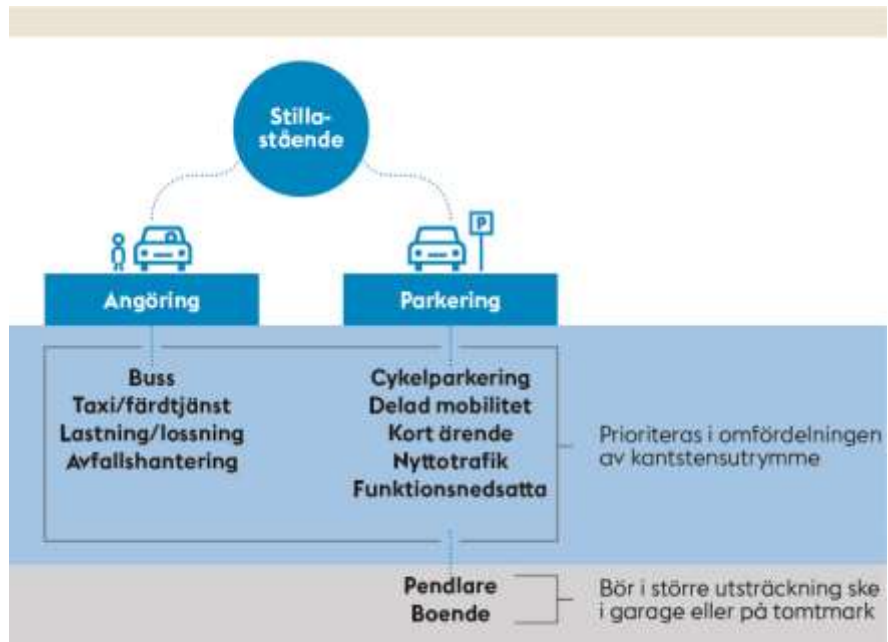 Stilla-
stående
P
Angöring
Parkering
Buss
Taxi/färdtjänst
Lastning/lossning
Avfallshantering
Cykelparkering
Delad mobilitet
Kort ärende
Nyttotrafik
Funktionsnedsatta
Prioriteras i omfördelningen
av kantstensutrymme
Pendlare
Boende
Bör i större utsträckning ske
i garage eller på tomtmark